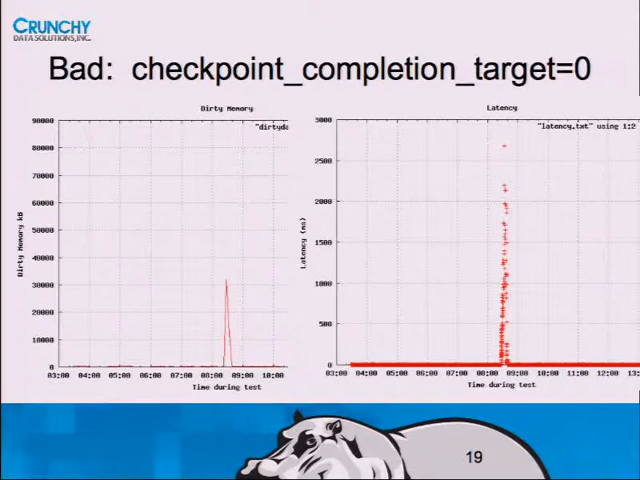 CRUNCHY
DATA SOLUTIONS, INC.
Bad: checkpoint_completion_target=0
Dirty Memory
"dirtyda
90000
80000
70000
60000
50000
40000
30000
20000
10000
0
Dirty Memory kB
03:00 04:00 05:00 06:00 07:00 08:00 09:00 10:00
Time during test
Latency
"latency.txt" using 1:2
3000
2500
2000
1500
1000
500
0
Latency (ms)
03:00 04:00 05:00 06:00 07:00 08:00 09:00 10:00 11:00 12:00 13:
Time during test
19